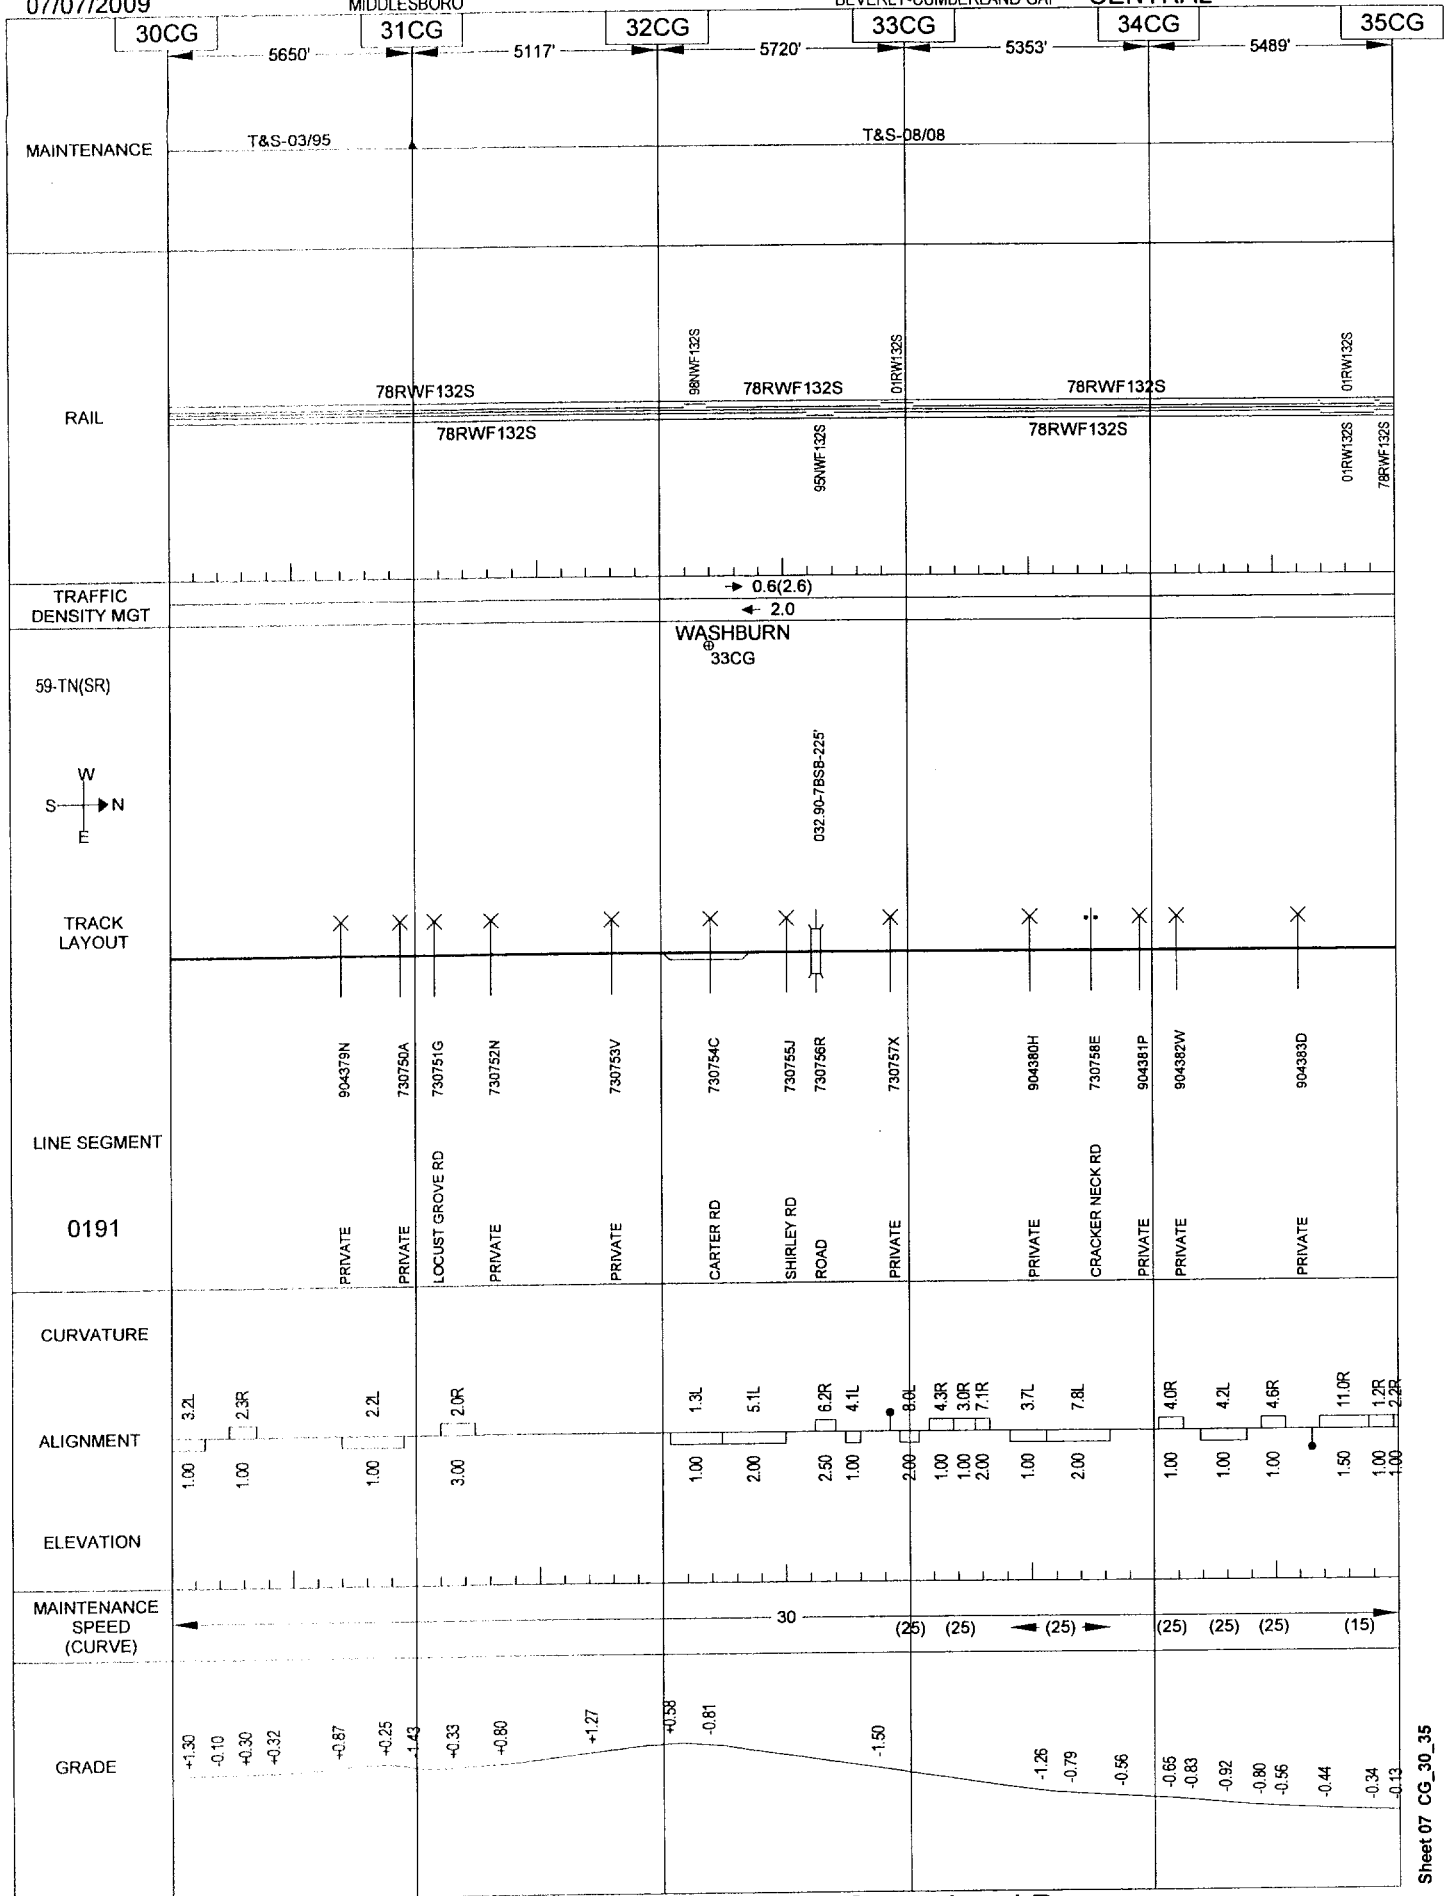 07/07/2009
MIDDLESBORO
BEVERLY-CUMBERLAND GAP
CENTRAL
30CG 31CG 32CG 33CG 34CG 35CG
5650' 5117' 5720' 5353' 5489'
MAINTENANCE
T&S-03/95
T&S-08/08
RAIL
98NWF132S
01RW132S
01RW132S
78RWF132S
78RWF132S
78RWF132S
78RWF132S
78RWF132S
95NWF132S
01RW132S
78RWF132S
TRAFFIC
DENSITY MGT
0.6(2.6)
2.0
WASHBURN
33CG
59-TN(SR)
W
S N
E
032.90-7BSB-225'
TRACK
LAYOUT
904379N
730750A
730751G
730752N
730753V
730754C
730755J
730756R
730757X
904380H
730758E
904381P
904382W
904383D
LINE SEGMENT
0191
PRIVATE
PRIVATE
LOCUST GROVE RD
PRIVATE
PRIVATE
CARTER RD
SHIRLEY RD
ROAD
PRIVATE
PRIVATE
CRACKER NECK RD
PRIVATE
PRIVATE
PRIVATE
CURVATURE
3.2L
2.3R
2.2L
2.0R
1.3L
5.1L
6.2R
4.1L
8.0L
4.3R
3.0R
7.1R
3.7L
7.8L
4.0R
4.2L
4.6R
11.0R
1.2R
2.2R
ALIGNMENT
1.00
1.00
1.00
3.00
1.00
2.00
2.50
1.00
2.00
1.00
1.00
2.00
1.00
2.00
1.00
1.00
1.00
1.50
1.00
1.00
ELEVATION
MAINTENANCE
SPEED
(CURVE)
30
(25) (25) (25) (25) (25) (25) (15)
GRADE
+1.30
-0.10
+0.30
+0.32
+0.87
+0.25
-1.43
+0.33
+0.80
+1.27
+0.58
-0.81
-1.50
-1.26
-0.79
-0.56
-0.65
-0.83
-0.92
-0.80
-0.56
-0.44
-0.34
-0.13
Sheet 07 CG_30_35